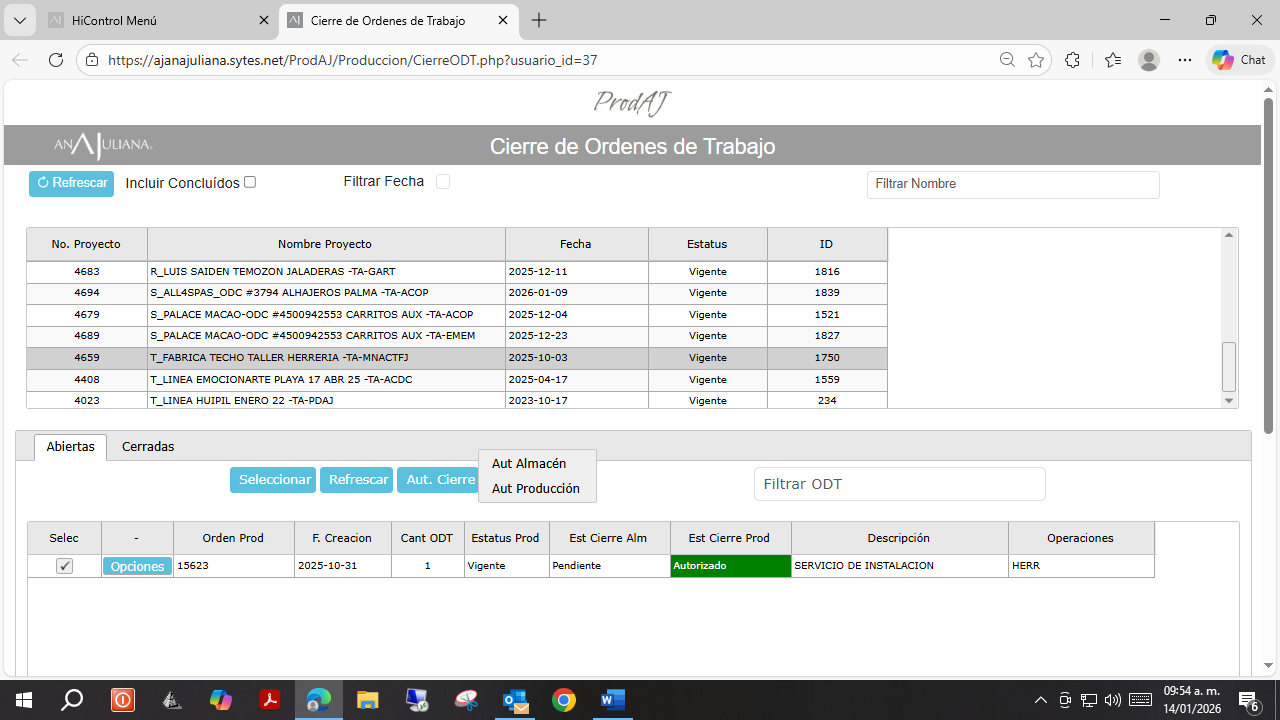 HiControl Menú
Cierre de Ordenes de Trabajo
https://ajanajuliana.sytes.net/ProdAJ/Produccion/CierreODT.php?usuario_id=37
Chat
ProdAJ
ANAJULIANA
Cierre de Ordenes de Trabajo
Refrescar Incluir Concluídos Filtrar Fecha Filtrar Nombre
No. Proyecto Nombre Proyecto Fecha Estatus ID
4683 R_LUIS SAIDEN TEMOZON JALADERAS -TA-GART 2025-12-11 Vigente 1816
4694 S_ALL4SPAS_ODC #3794 ALHAJEROS PALMA -TA-ACOP 2026-01-09 Vigente 1839
4679 S_PALACE MACAO-ODC #4500942553 CARRITOS AUX -TA-ACOP 2025-12-04 Vigente 1521
4689 S_PALACE MACAO-ODC #4500942553 CARRITOS AUX -TA-EMEM 2025-12-23 Vigente 1827
4659 T_FABRICA TECHO TALLER HERRERIA -TA-MNACTFJ 2025-10-03 Vigente 1750
4408 T_LINEA EMOCIONARTE PLAYA 17 ABR 25 -TA-ACDC 2025-04-17 Vigente 1559
4023 T_LINEA HUIPIL ENERO 22 -TA-PDAJ 2023-10-17 Vigente 234
Abiertas Cerradas
Seleccionar Refrescar Aut. Cierre
Aut Almacén
Aut Producción
Filtrar ODT
Selec - Orden Prod F. Creacion Cant ODT Estatus Prod Est Cierre Alm Est Cierre Prod Descripción Operaciones
Opciones 15623 2025-10-31 1 Vigente Pendiente Autorizado SERVICIO DE INSTALACION HERR
09:54 a. m.
14/01/2026
6